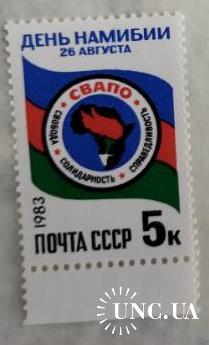 ДЕНЬ НАМИБИИ
26 АВГУСТА
СВАПО
СВОБОДА
СОЛИДАРНОСТЬ
СПРАВЕДЛИВОСТЬ
1983
ПОЧТА СССР 5к
UNC.UA